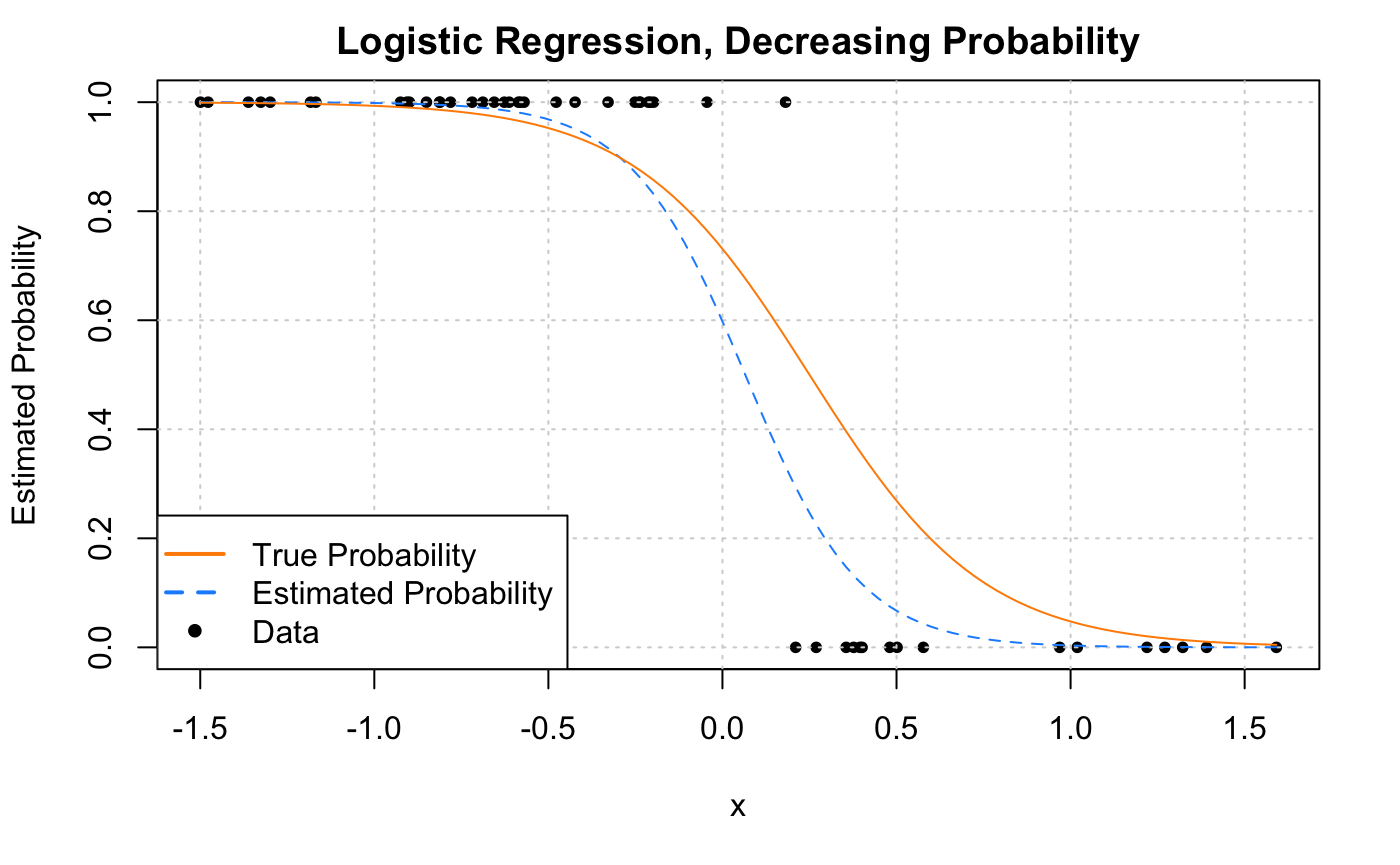 Logistic Regression, Decreasing Probability
Estimated Probability
1.0
0.8
0.6
0.4
0.2
0.0
True Probability
Estimated Probability
Data
-1.5 -1.0 -0.5 0.0 0.5 1.0 1.5
x